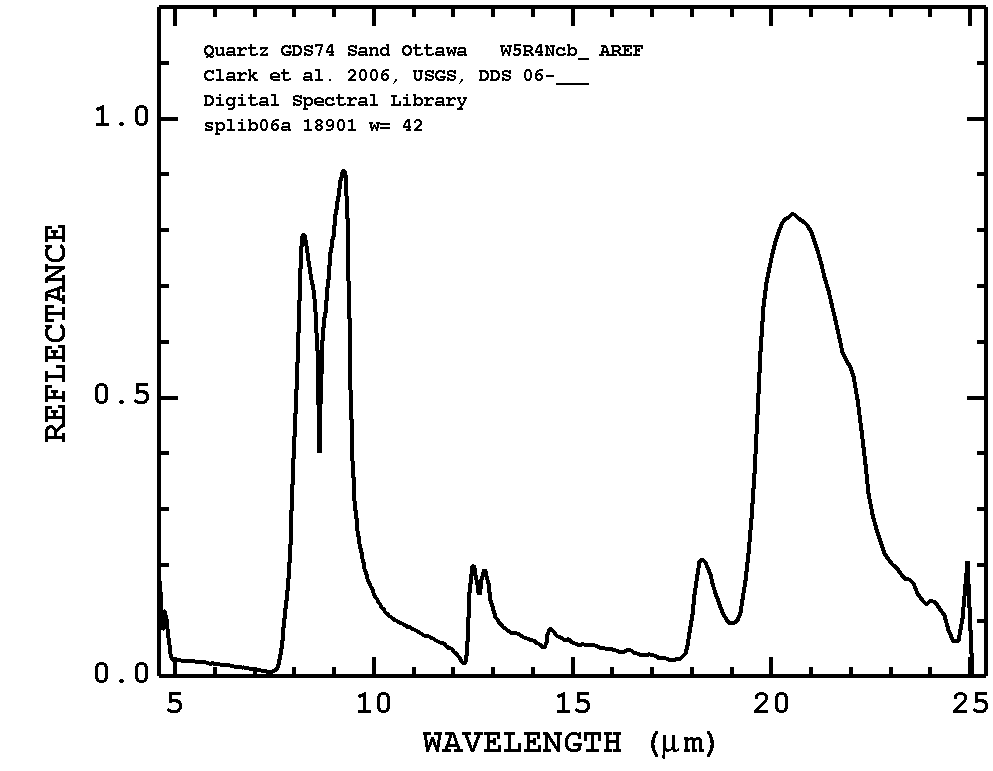 Quartz GDS74 Sand Ottawa W5R4Ncb_ AREF
Clark et al. 2006, USGS, DDS 06-___
Digital Spectral Library
splib06a 18901 w= 42
1.0
0.5
0.0
REFLECTANCE
5 10 15 20 25
WAVELENGTH (μm)